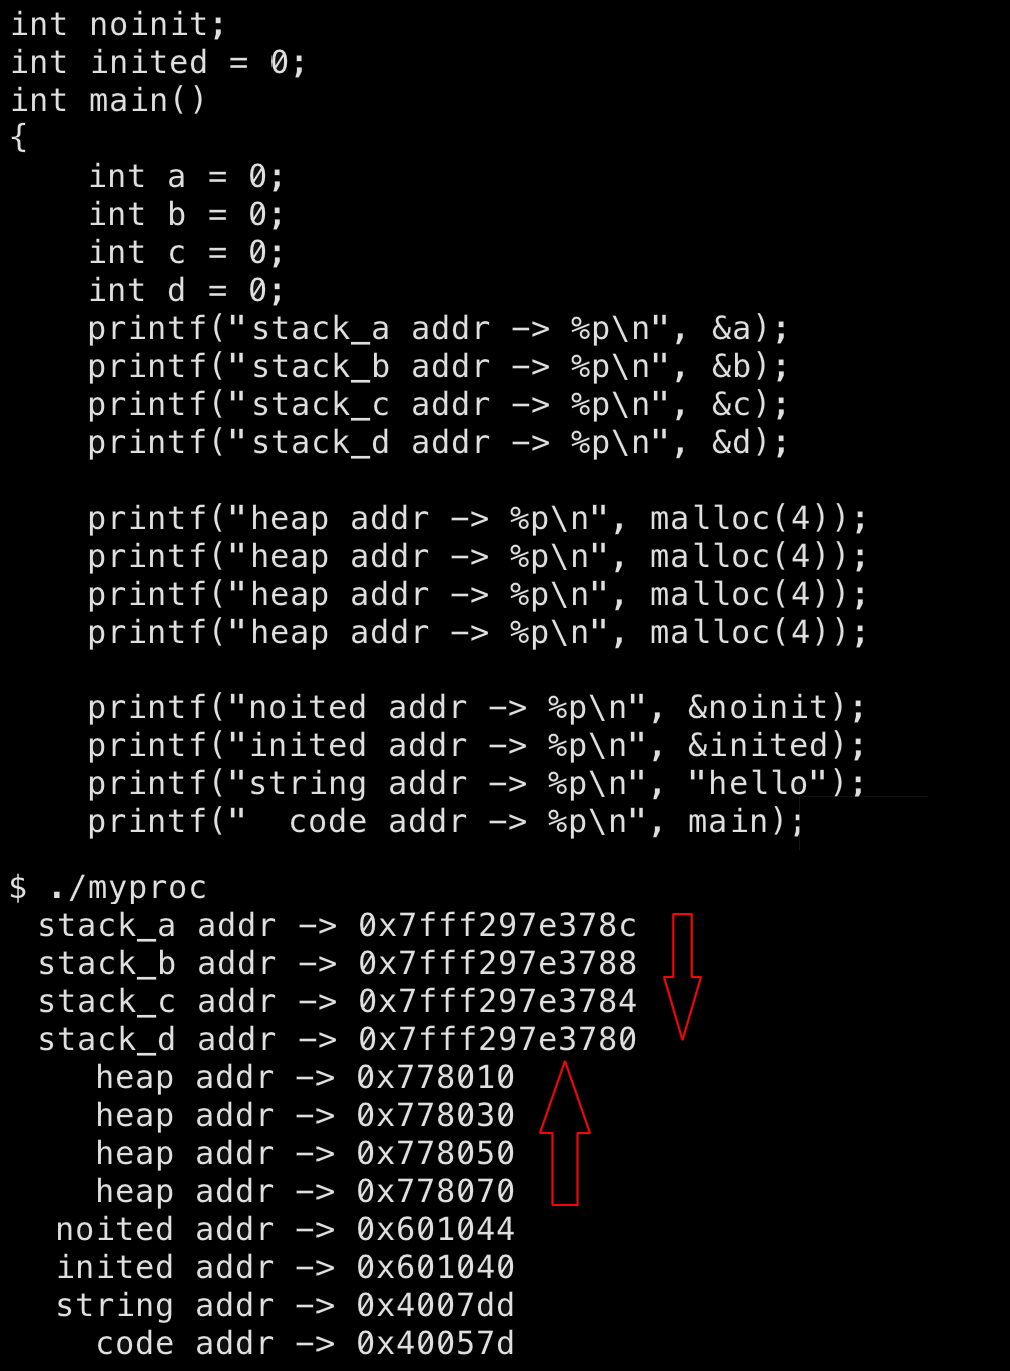 int noinit;
int inited = 0;
int main()
{
    int a = 0;
    int b = 0;
    int c = 0;
    int d = 0;
    printf("stack_a addr -> %p\n", &a);
    printf("stack_b addr -> %p\n", &b);
    printf("stack_c addr -> %p\n", &c);
    printf("stack_d addr -> %p\n", &d);
    printf("heap addr -> %p\n", malloc(4));
    printf("heap addr -> %p\n", malloc(4));
    printf("heap addr -> %p\n", malloc(4));
    printf("heap addr -> %p\n", malloc(4));
    printf("noited addr -> %p\n", &noinit);
    printf("inited addr -> %p\n", &inited);
    printf("string addr -> %p\n", "hello");
    printf("  code addr -> %p\n", main);
$ ./myproc
 stack_a addr -> 0x7fff297e378c
 stack_b addr -> 0x7fff297e3788
 stack_c addr -> 0x7fff297e3784
 stack_d addr -> 0x7fff297e3780
    heap addr -> 0x778010
    heap addr -> 0x778030
    heap addr -> 0x778050
    heap addr -> 0x778070
  noited addr -> 0x601044
  inited addr -> 0x601040
  string addr -> 0x4007dd
    code addr -> 0x40057d